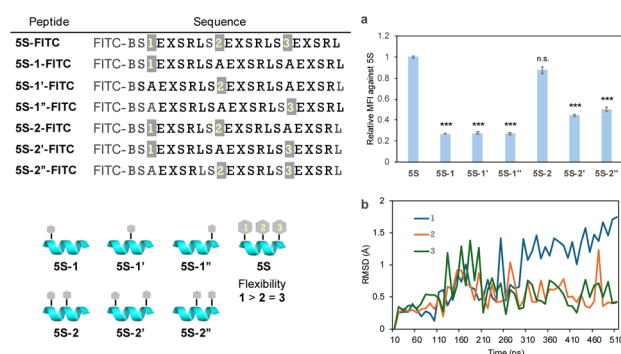 Peptide Sequence
5S-FITC FITC-BS1EXSRLS2EXSRLS3EXSRL
5S-1-FITC FITC-BS1EXSRLSAEXSRLSAEXSRL
5S-1'-FITC FITC-BSAEXSRLS2EXSRLSAEXSRL
5S-1”-FITC FITC-BSAEXSRLSAEXSRLS3EXSRL
5S-2-FITC FITC-BS1EXSRLS2EXSRLSAEXSRL
5S-2'-FITC FITC-BS1EXSRLSAEXSRLS3EXSRL
5S-2”-FITC FITC-BSAEXSRLS2EXSRLS3EXSRL
1 2 3
5S-1 5S-1’ 5S-1” 5S
Flexibility
1 > 2 = 3
5S-2 5S-2’ 5S-2”
a
Relative MFI against 5S
1.2
1
0.8
0.6
0.4
0.2
0
*** *** *** n.s. *** ***
5S 5S-1 5S-1’ 5S-1” 5S-2 5S-2’ 5S-2”
b
RMSD (Å)
2
1.5
1
0.5
0
1
2
3
10 60 110 160 210 260 310 360 410 460 510
Time (ns)